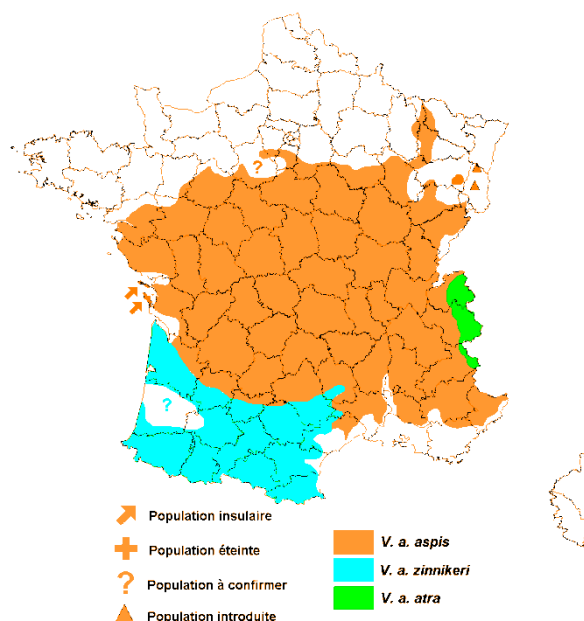 ?
?
Population insulaire
Population éteinte
? Population à confirmer
Population introduite
V. a. aspis
V. a. zinnikeri
V. a. atra